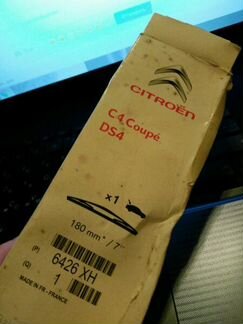 CITROËN
C4 Coupé
DS4
x1
180 mm" / 7"
(P)
6426 XH
(Q)
1
MADE IN FR - FRANCE